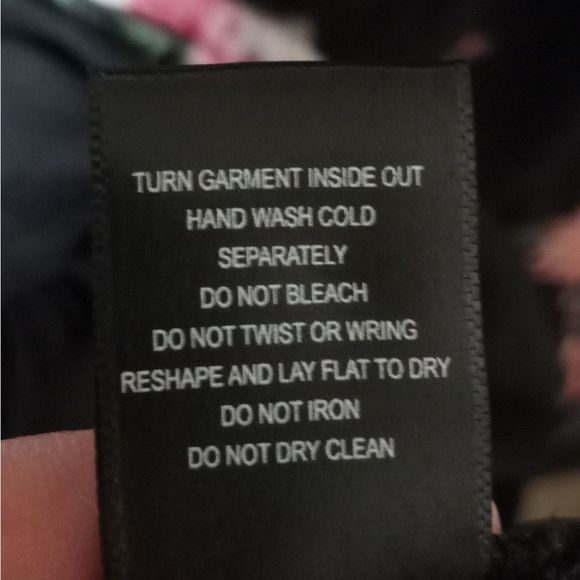 TURN GARMENT INSIDE OUT
HAND WASH COLD
SEPARATELY
DO NOT BLEACH
DO NOT TWIST OR WRING
RESHAPE AND LAY FLAT TO DRY
DO NOT IRON
DO NOT DRY CLEAN